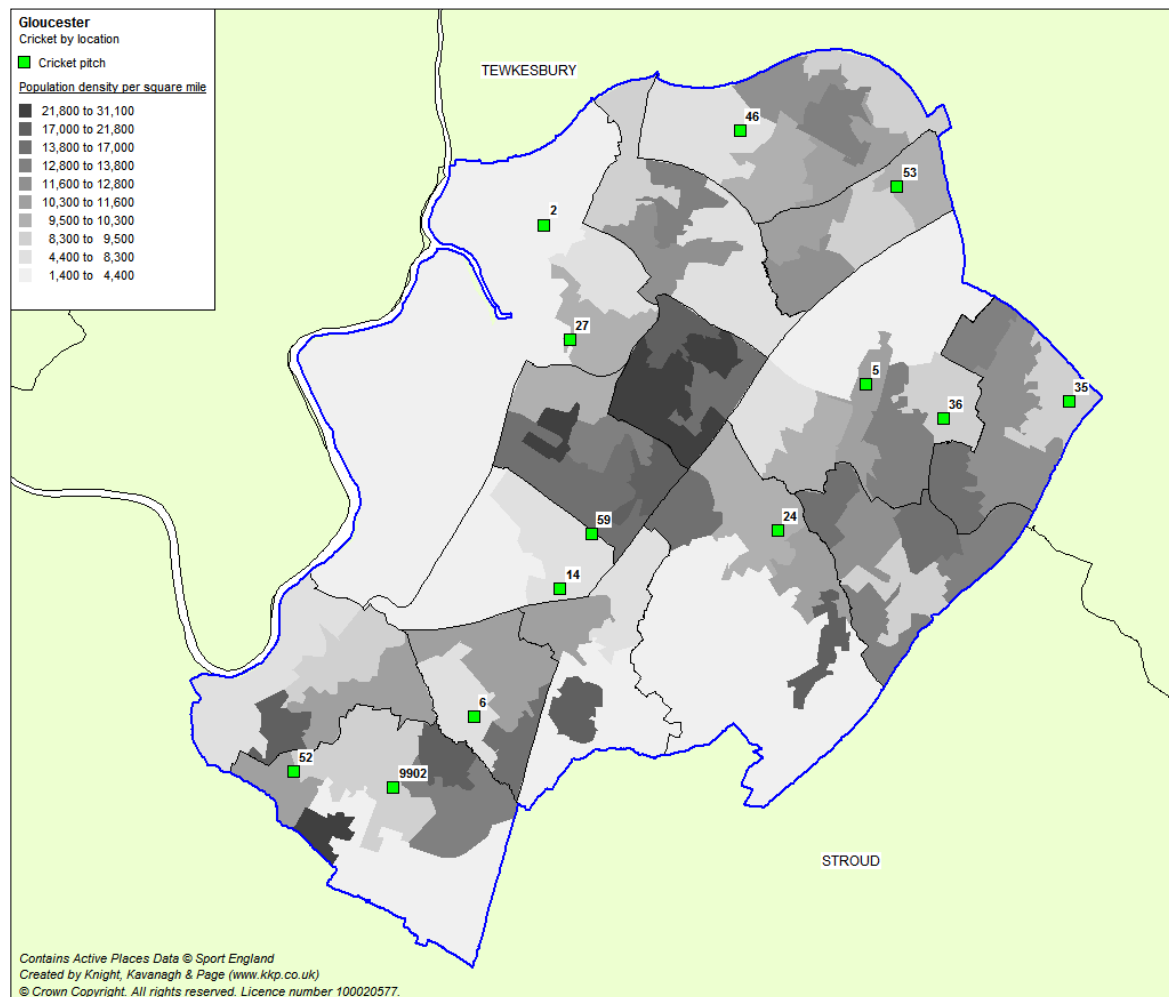 Gloucester
Cricket by location
Cricket pitch
Population density per square mile
21,800 to 31,100
17,000 to 21,800
13,800 to 17,000
12,800 to 13,800
11,600 to 12,800
10,300 to 11,600
9,500 to 10,300
8,300 to 9,500
4,400 to 8,300
1,400 to 4,400
TEWKESBURY
46
53
2
27
5
35
36
24
59
14
6
52
9902
STROUD
Contains Active Places Data © Sport England
Created by Knight, Kavanagh & Page (www.kkp.co.uk)
© Crown Copyright. All rights reserved. Licence number 100020577.